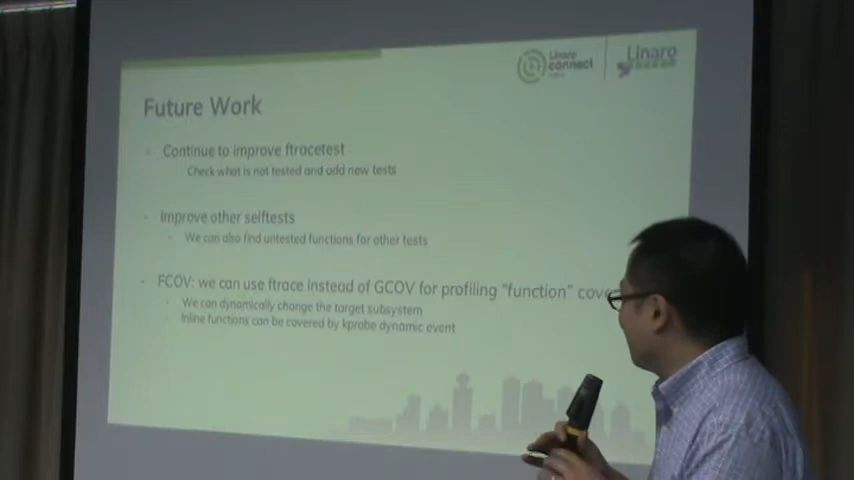 Linaro
connect
Linaro
Future Work
Continue to improve ftracetest
Check what is not tested and add new tests
Improve other selftests
We can also find untested functions for other tests
FCOV: we can use ftrace instead of GCOV for profiling "function" cove
We can dynamically change the target subsystem
Inline functions can be covered by kprobe dynamic event